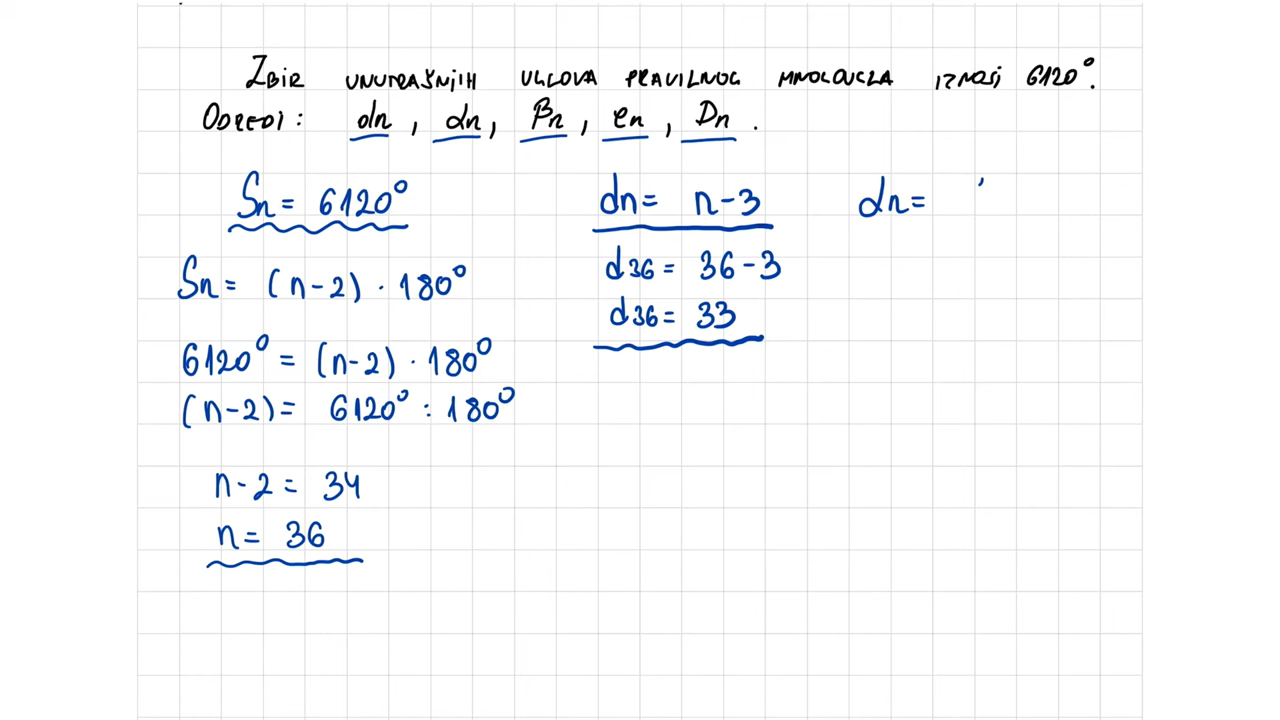 ZBIR UNUTRAŠNJIH UGLOVA PRAVILNOG MNOGOUGLA IZNOSI 6120°.
ODREDI: dn, αn, βn, en, Dn.
Sn = 6120°
Sn = (n-2) · 180°
6120° = (n-2) · 180°
(n-2) = 6120° : 180°
n-2 = 34
n = 36
dn = n-3
d36 = 36-3
d36 = 33
αn =